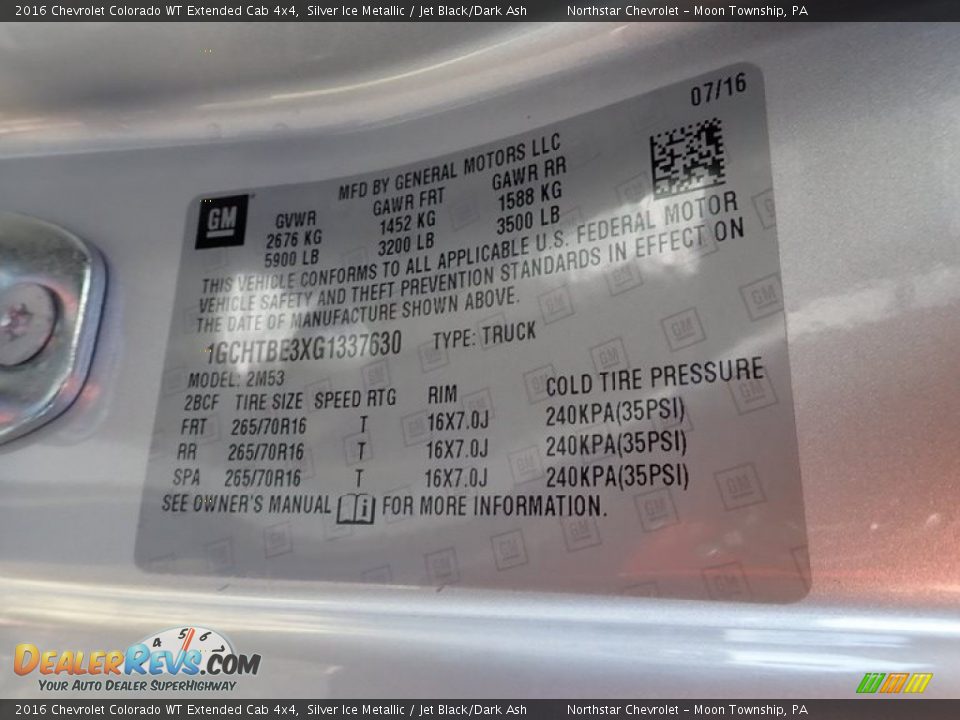 2016 Chevrolet Colorado WT Extended Cab 4x4, Silver Ice Metallic / Jet Black/Dark Ash Northstar Chevrolet - Moon Township, PA
07/16
MFD BY GENERAL MOTORS LLC
GM GVWR GAWR FRT GAWR RR
2676 KG 1452 KG 1588 KG
5900 LB 3200 LB 3500 LB
THIS VEHICLE CONFORMS TO ALL APPLICABLE U.S. FEDERAL MOTOR
VEHICLE SAFETY AND THEFT PREVENTION STANDARDS IN EFFECT ON
THE DATE OF MANUFACTURE SHOWN ABOVE.
1GCHTBE3XG1337630 TYPE: TRUCK
MODEL: 2M53
2BCF TIRE SIZE SPEED RTG RIM COLD TIRE PRESSURE
FRT 265/70R16 T 16X7.0J 240KPA(35PSI)
RR 265/70R16 T 16X7.0J 240KPA(35PSI)
SPA 265/70R16 T 16X7.0J 240KPA(35PSI)
SEE OWNER'S MANUAL i FOR MORE INFORMATION.
4 5 6 7
DEALERREVS.COM
YOUR AUTO DEALER SUPERHIGHWAY
2016 Chevrolet Colorado WT Extended Cab 4x4, Silver Ice Metallic / Jet Black/Dark Ash Northstar Chevrolet - Moon Township, PA